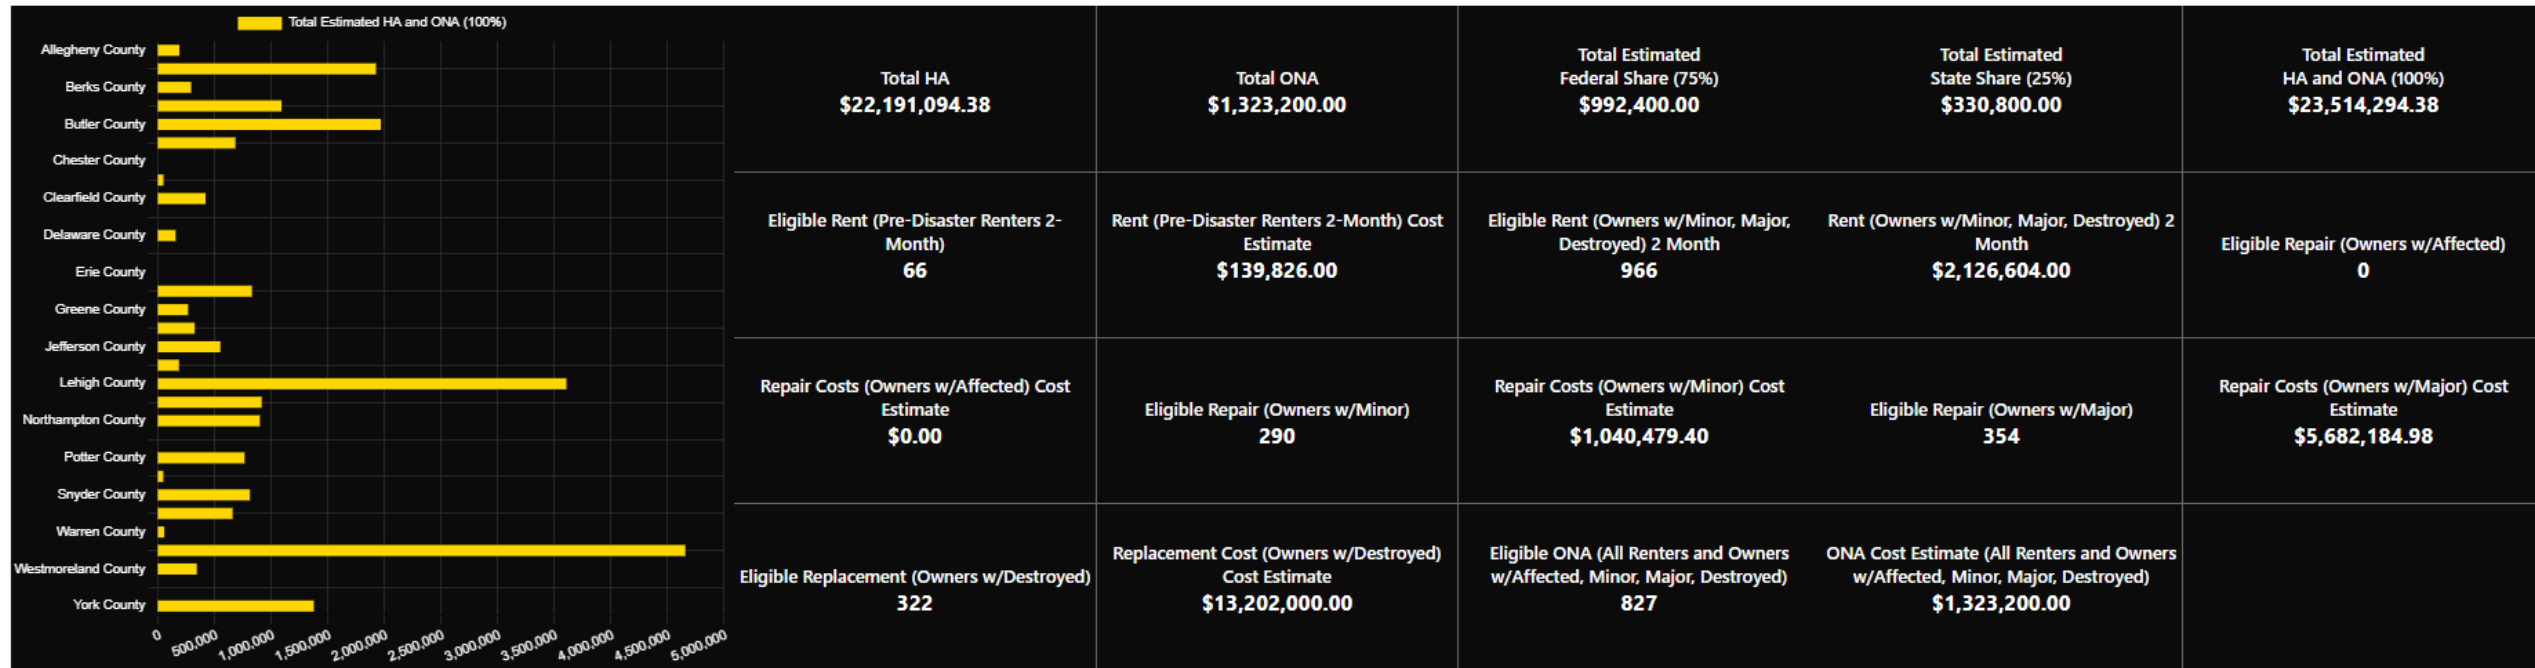 Total Estimated HA and ONA (100%)
Allegheny County
Berks County
Butler County
Chester County
Clearfield County
Delaware County
Erie County
Greene County
Jefferson County
Lehigh County
Northampton County
Potter County
Snyder County
Warren County
Westmoreland County
York County
0
500,000
1,000,000
1,500,000
2,000,000
2,500,000
3,000,000
3,500,000
4,000,000
4,500,000
5,000,000
Total HA
$22,191,094.38
Total ONA
$1,323,200.00
Total Estimated
Federal Share (75%)
$992,400.00
Total Estimated
State Share (25%)
$330,800.00
Total Estimated
HA and ONA (100%)
$23,514,294.38
Eligible Rent (Pre-Disaster Renters 2-
Month)
66
Rent (Pre-Disaster Renters 2-Month) Cost
Estimate
$139,826.00
Eligible Rent (Owners w/Minor, Major,
Destroyed) 2 Month
966
Rent (Owners w/Minor, Major, Destroyed) 2
Month
$2,126,604.00
Eligible Repair (Owners w/Affected)
0
Repair Costs (Owners w/Affected) Cost
Estimate
$0.00
Eligible Repair (Owners w/Minor)
290
Repair Costs (Owners w/Minor) Cost
Estimate
$1,040,479.40
Eligible Repair (Owners w/Major)
354
Repair Costs (Owners w/Major) Cost
Estimate
$5,682,184.98
Eligible Replacement (Owners w/Destroyed)
322
Replacement Cost (Owners w/Destroyed)
Cost Estimate
$13,202,000.00
Eligible ONA (All Renters and Owners
w/Affected, Minor, Major, Destroyed)
827
ONA Cost Estimate (All Renters and Owners
w/Affected, Minor, Major, Destroyed)
$1,323,200.00